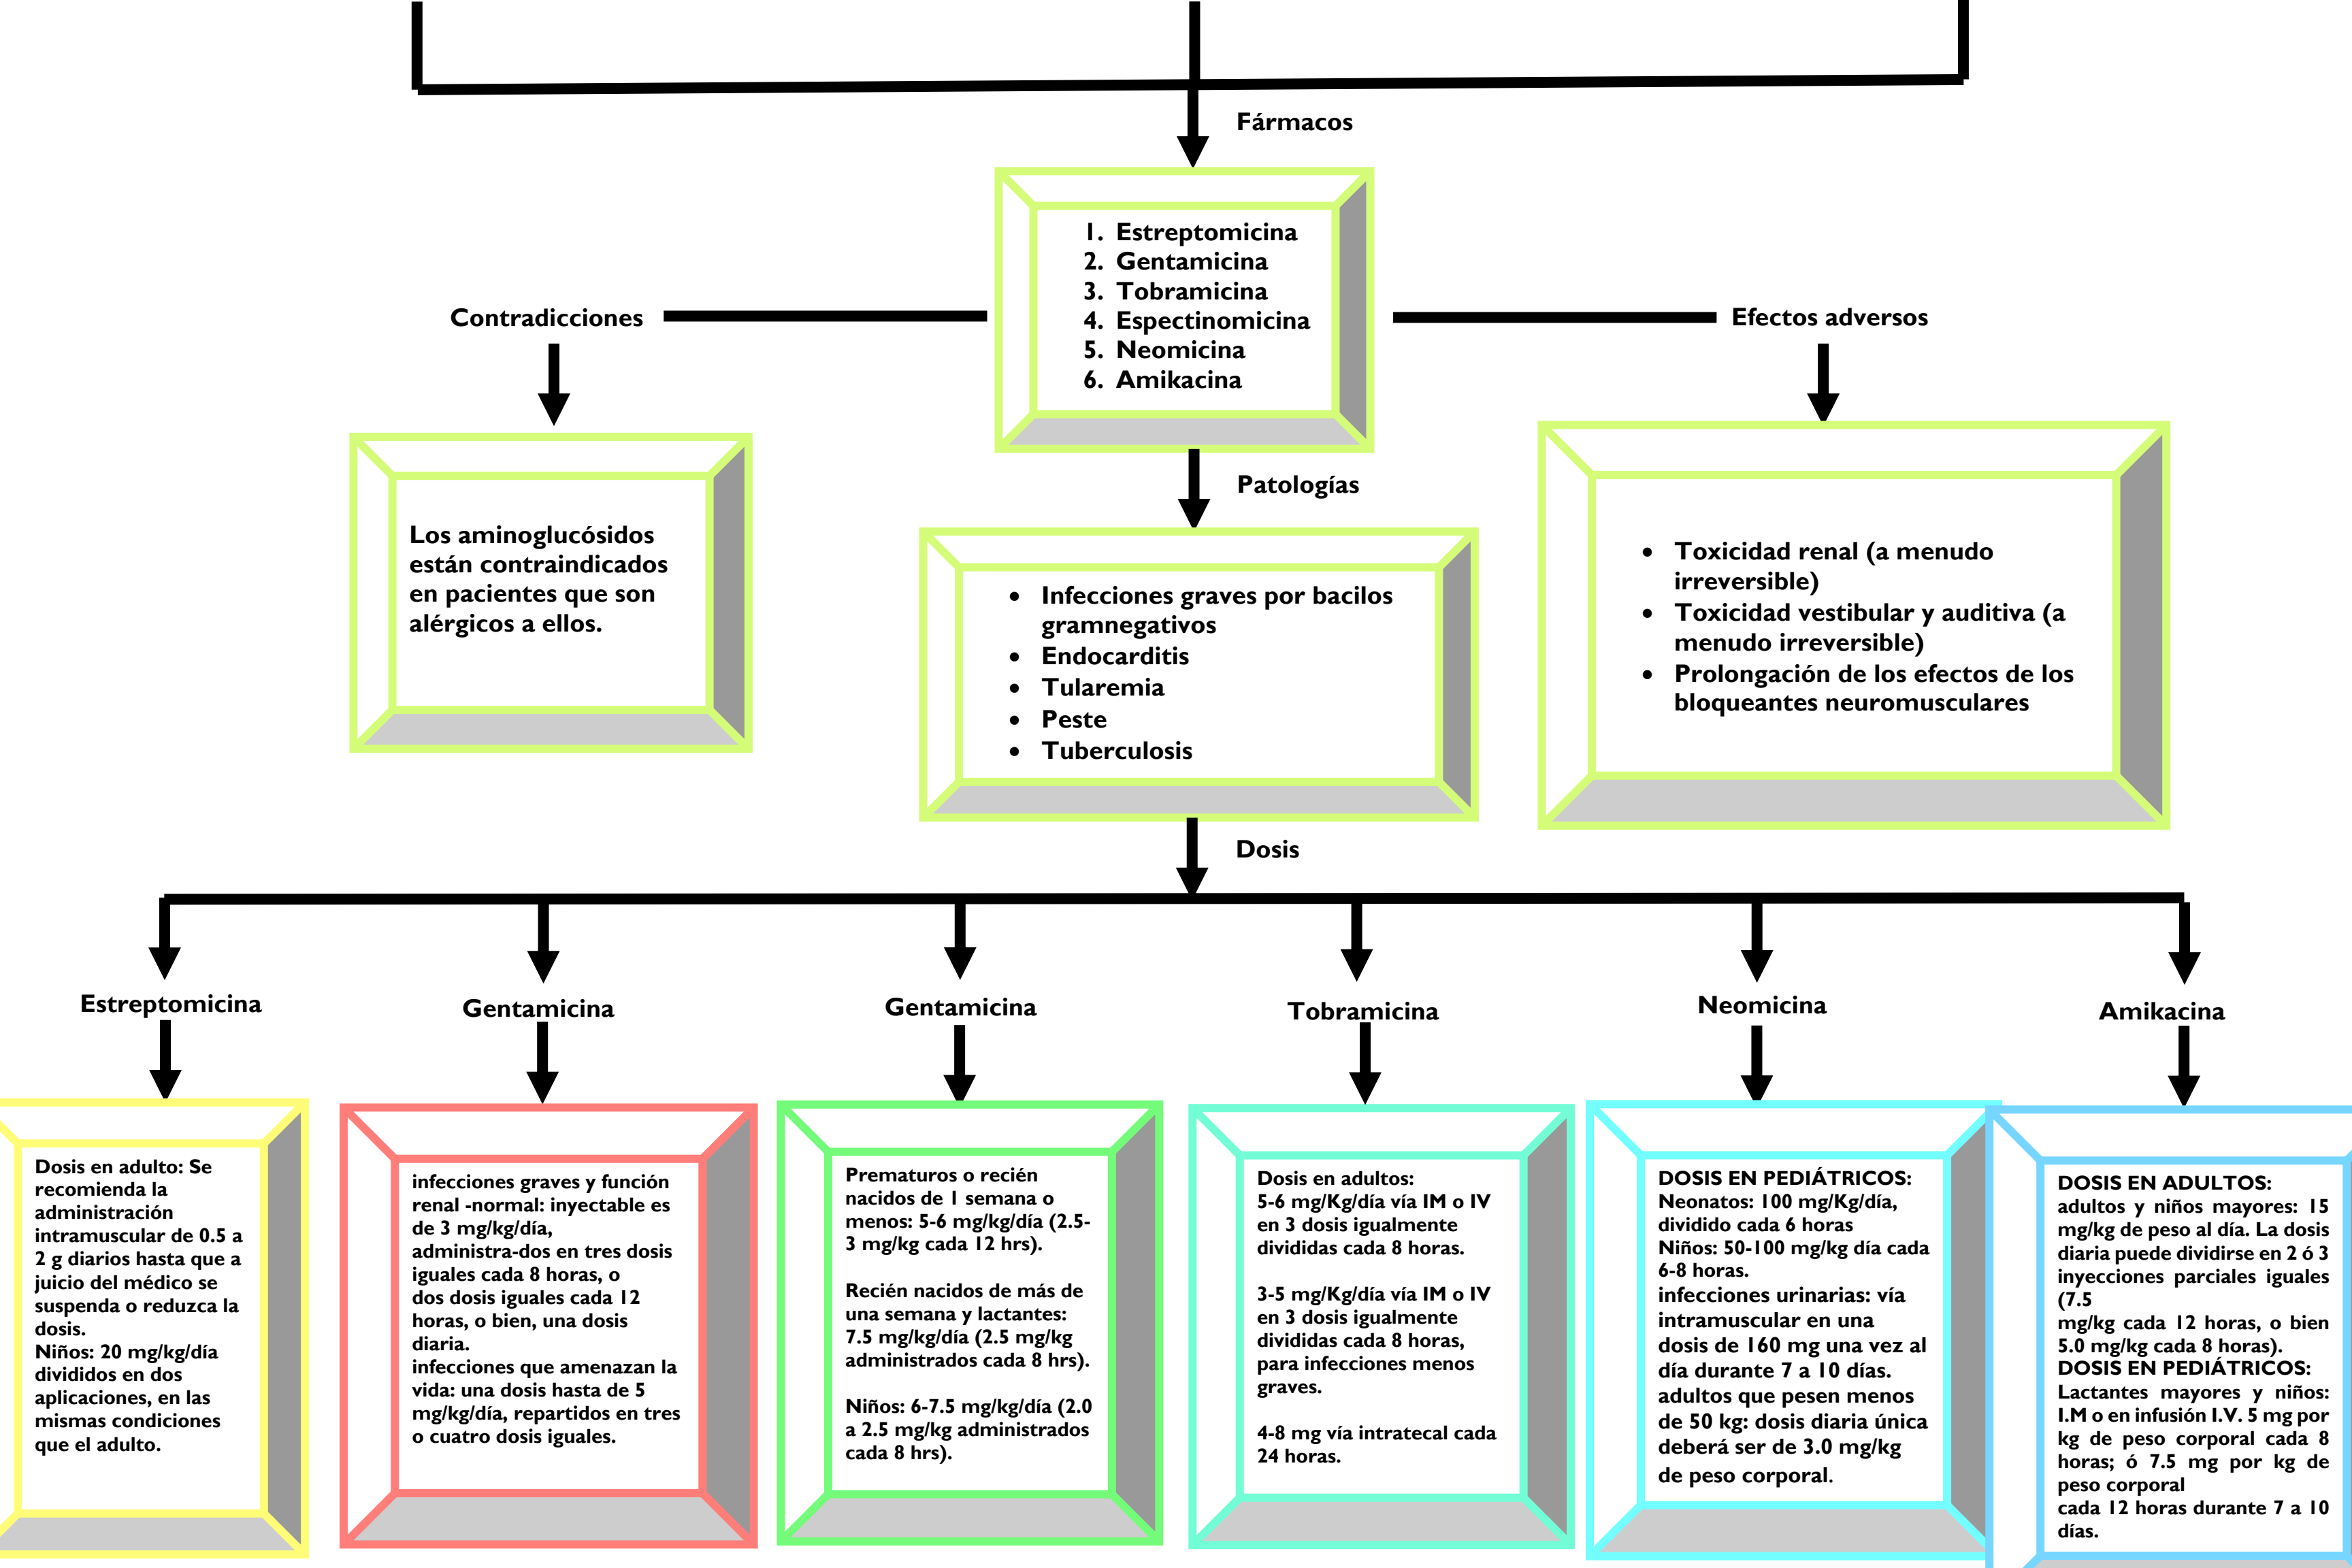 Fármacos
1. Estreptomicina
2. Gentamicina
3. Tobramicina
4. Espectinomicina
5. Neomicina
6. Amikacina
Contradicciones
Efectos adversos
Los aminoglucósidos
están contraindicados
en pacientes que son
alérgicos a ellos.
Patologías
• Infecciones graves por bacilos
gramnegativos
• Endocarditis
• Tularemia
• Peste
• Tuberculosis
• Toxicidad renal (a menudo
irreversible)
• Toxicidad vestibular y auditiva (a
menudo irreversible)
• Prolongación de los efectos de los
bloqueantes neuromusculares
Dosis
Estreptomicina
Dosis en adulto: Se
recomienda la
administración
intramuscular de 0.5 a
2 g diarios hasta que a
juicio del médico se
suspenda o reduzca la
dosis.
Niños: 20 mg/kg/día
divididos en dos
aplicaciones, en las
mismas condiciones
que el adulto.
Gentamicina
infecciones graves y función
renal -normal: inyectable es
de 3 mg/kg/día,
administra-dos en tres dosis
iguales cada 8 horas, o
dos dosis iguales cada 12
horas, o bien, una dosis
diaria.
infecciones que amenazan la
vida: una dosis hasta de 5
mg/kg/día, repartidos en tres
o cuatro dosis iguales.
Gentamicina
Prematuros o recién
nacidos de 1 semana o
menos: 5-6 mg/kg/día (2.5-
3 mg/kg cada 12 hrs).
Recién nacidos de más de
una semana y lactantes:
7.5 mg/kg/día (2.5 mg/kg
administrados cada 8 hrs).
Niños: 6-7.5 mg/kg/día (2.0
a 2.5 mg/kg administrados
cada 8 hrs).
Tobramicina
Dosis en adultos:
5-6 mg/Kg/día vía IM o IV
en 3 dosis igualmente
divididas cada 8 horas.
3-5 mg/Kg/día vía IM o IV
en 3 dosis igualmente
divididas cada 8 horas,
para infecciones menos
graves.
4-8 mg vía intratecal cada
24 horas.
Neomicina
DOSIS EN PEDIÁTRICOS:
Neonatos: 100 mg/Kg/día,
dividido cada 6 horas
Niños: 50-100 mg/kg día cada
6-8 horas.
infecciones urinarias: vía
intramuscular en una
dosis de 160 mg una vez al
día durante 7 a 10 días.
adultos que pesen menos
de 50 kg: dosis diaria única
deberá ser de 3.0 mg/kg
de peso corporal.
Amikacina
DOSIS EN ADULTOS:
adultos y niños mayores: 15
mg/kg de peso al día. La dosis
diaria puede dividirse en 2 ó 3
inyecciones parciales iguales
(7.5
mg/kg cada 12 horas, o bien
5.0 mg/kg cada 8 horas).
DOSIS EN PEDIÁTRICOS:
Lactantes mayores y niños:
I.M o en infusión I.V. 5 mg por
kg de peso corporal cada 8
horas; ó 7.5 mg por kg de
peso corporal
cada 12 horas durante 7 a 10
días.